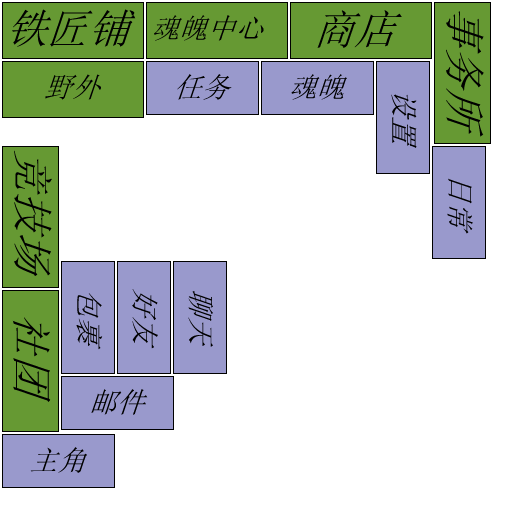 铁匠铺
魂魄中心
商店
事务所
野外
任务
魂魄
设置
日常
竞技场
包裹
好友
聊天
社团
邮件
主角